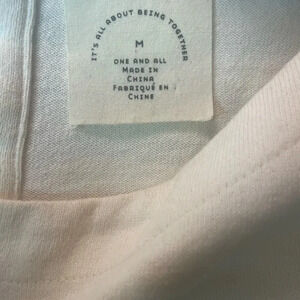 IT'S ALL ABOUT BEING TOGETHER
M
ONE AND ALL
MADE IN
CHINA
FABRIQUÉ EN
CHINE